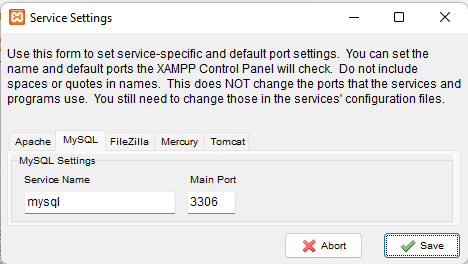 Service Settings
Use this form to set service-specific and default port settings.  You can set the
name and default ports the XAMPP Control Panel will check.  Do not include
spaces or quotes in names.  This does NOT change the ports that the services and
programs use.  You still need to change those in the services' configuration files.
Apache MySQL FileZilla Mercury Tomcat
MySQL Settings
Service Name Main Port
mysql 3306
Abort Save